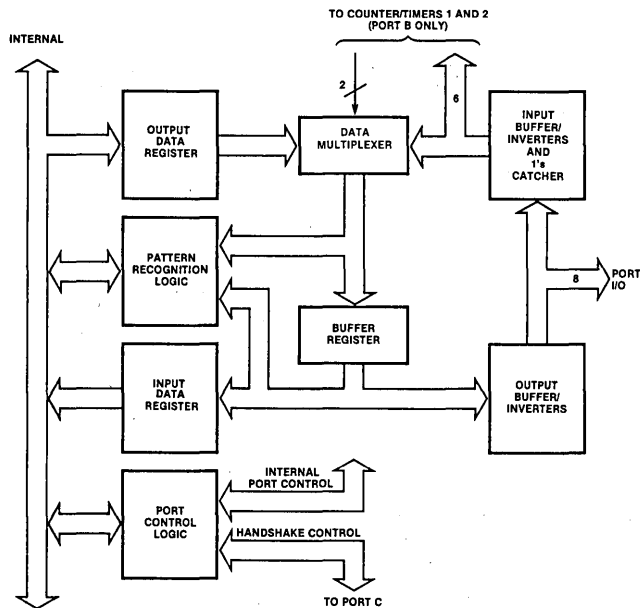 TO COUNTER/TIMERS 1 AND 2
(PORT B ONLY)
INTERNAL
2
6
OUTPUT
DATA
REGISTER
DATA
MULTIPLEXER
INPUT
BUFFER/
INVERTERS
AND
1's
CATCHER
PATTERN
RECOGNITION
LOGIC
8
PORT
I/O
BUFFER
REGISTER
INPUT
DATA
REGISTER
OUTPUT
BUFFER/
INVERTERS
PORT
CONTROL
LOGIC
INTERNAL
PORT CONTROL
HANDSHAKE CONTROL
TO PORT C